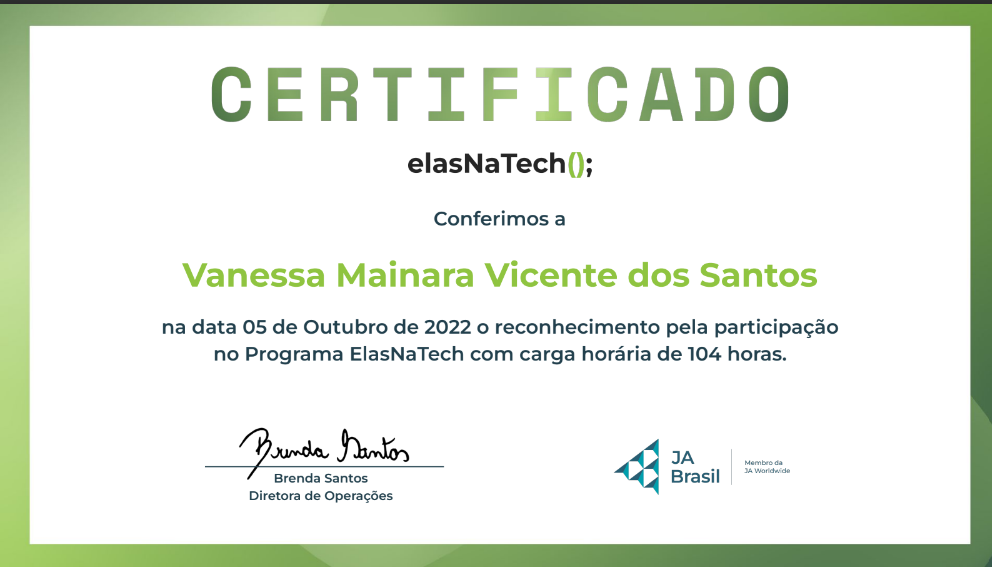 CERTIFICADO
elasNaTech();
Conferimos a
Vanessa Mainara Vicente dos Santos
na data 05 de Outubro de 2022 o reconhecimento pela participação
no Programa ElasNaTech com carga horária de 104 horas.
Brenda Santos
Brenda Santos
Diretora de Operações
JA
Brasil
Membro da
JA Worldwide